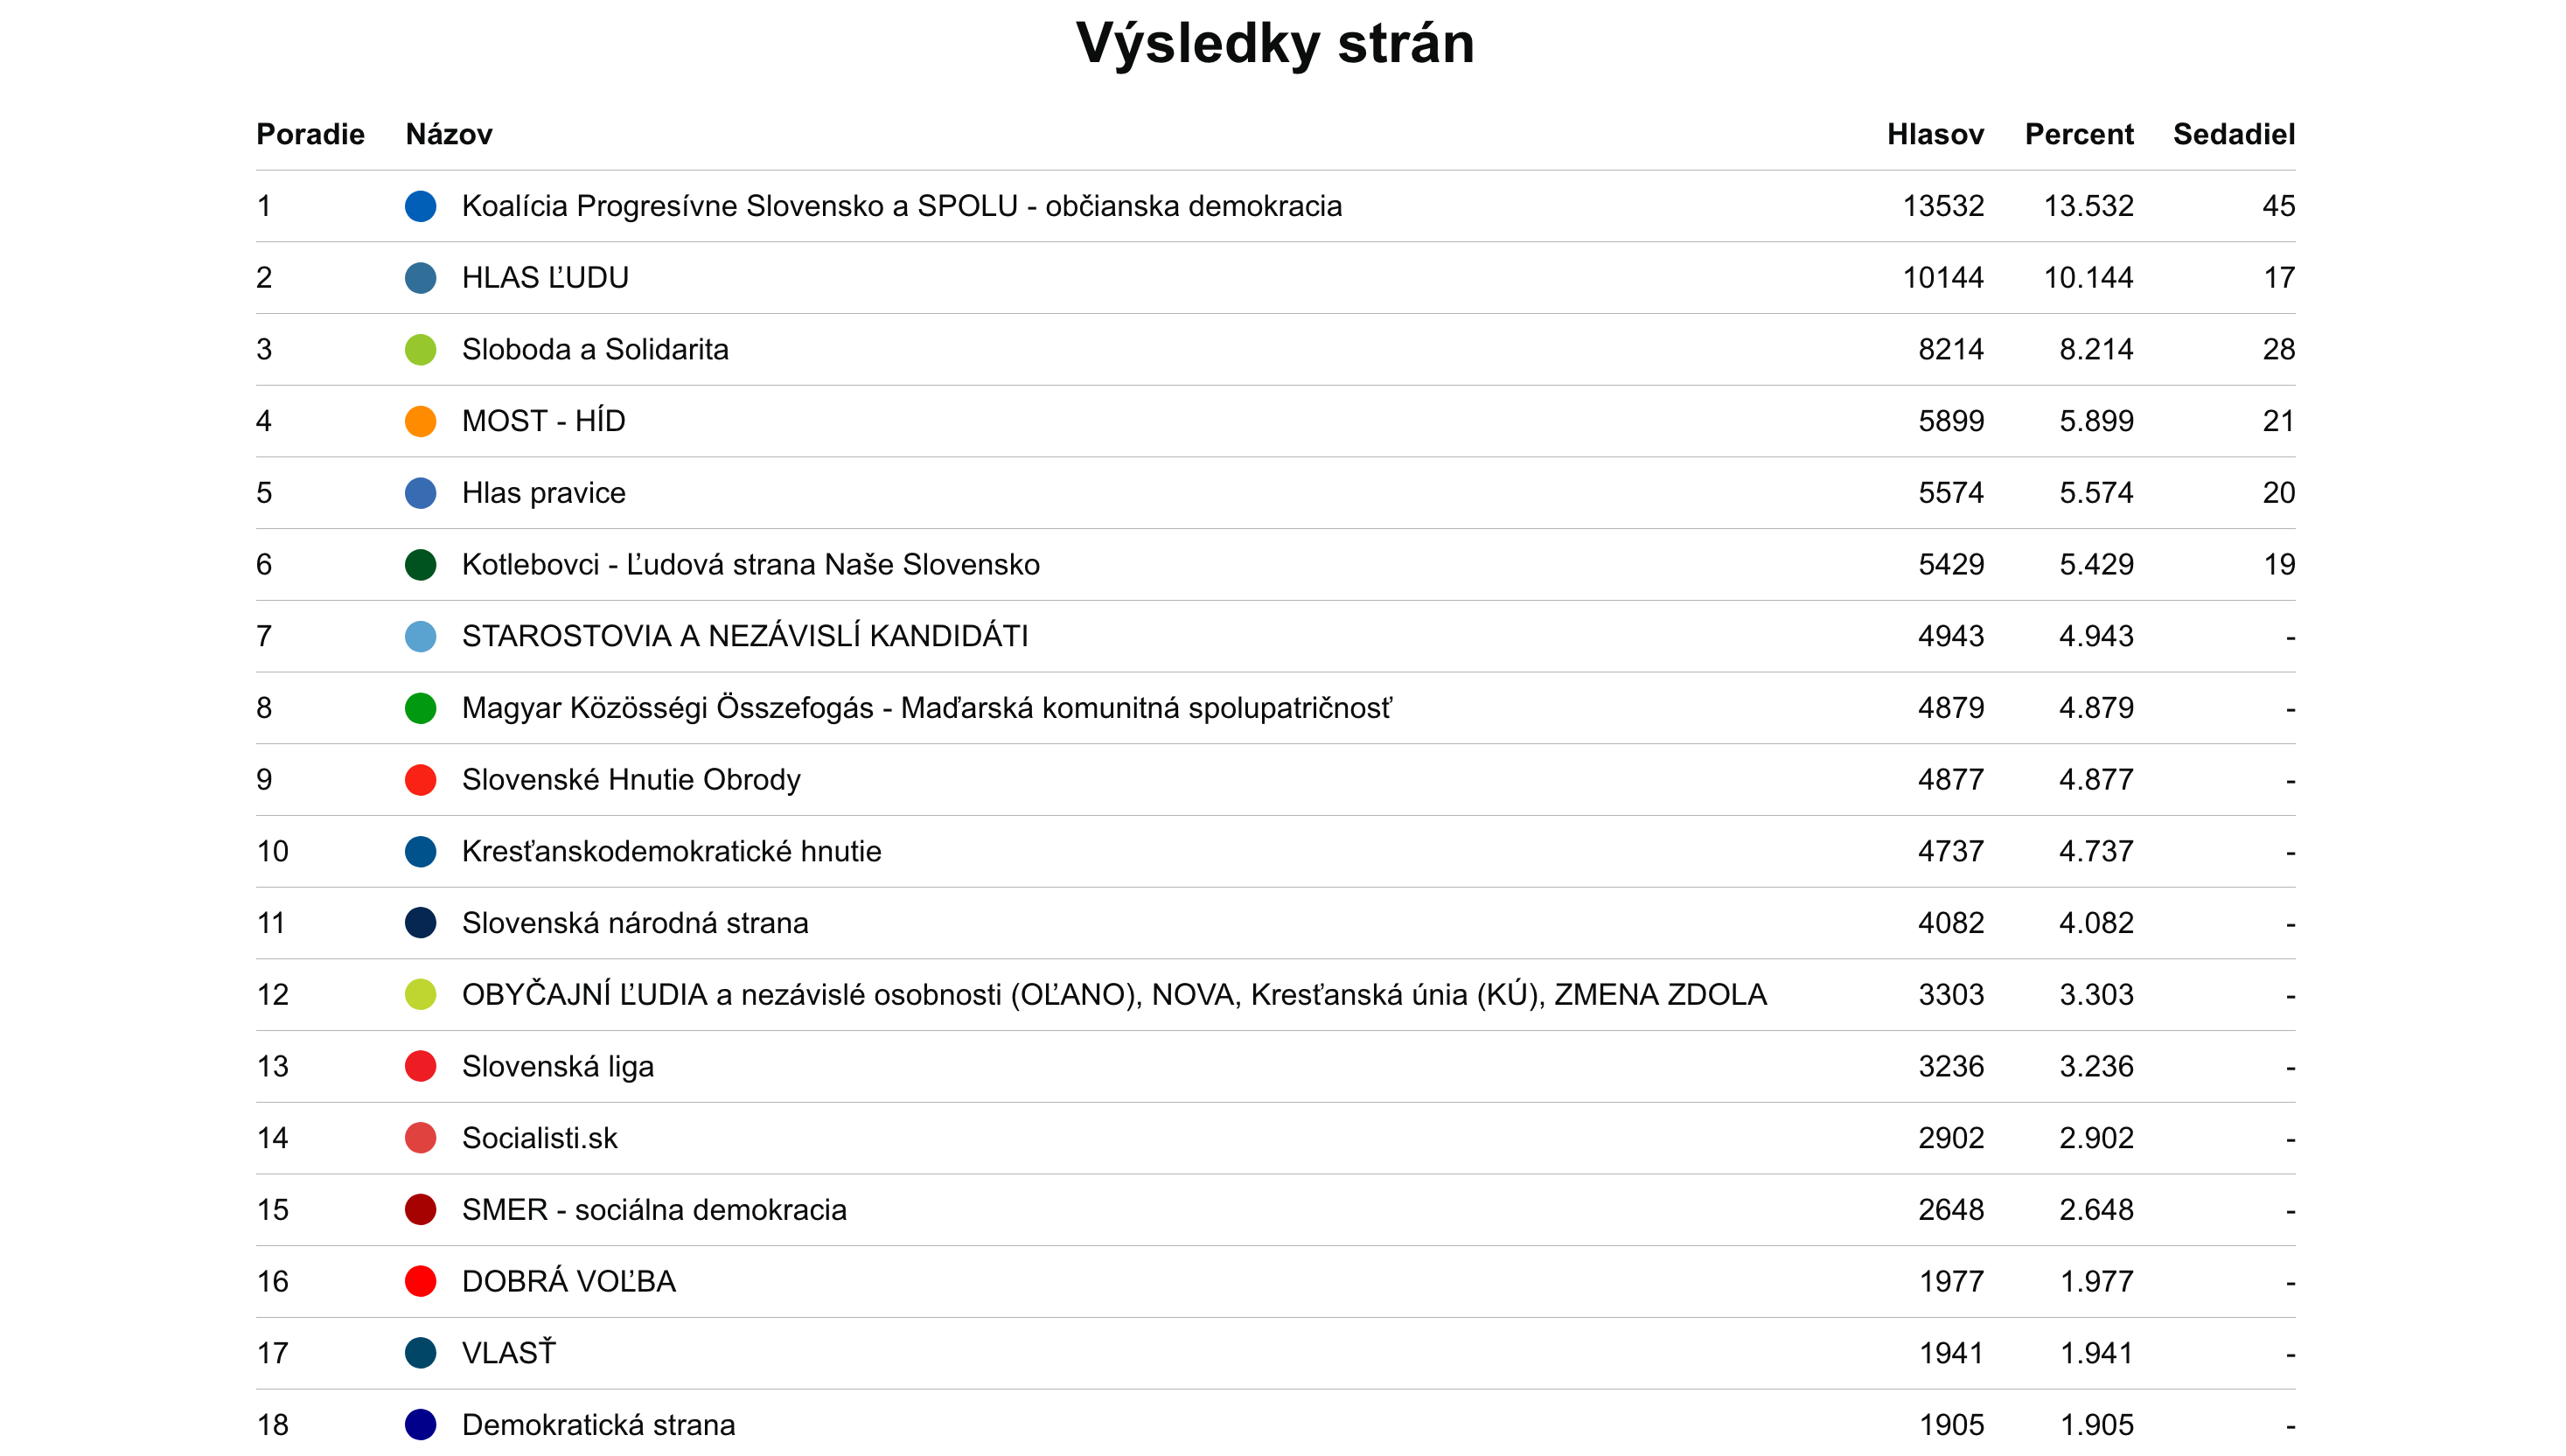 Výsledky strán
Poradie Názov Hlasov Percent Sedadiel
1 Koalícia Progresívne Slovensko a SPOLU - občianska demokracia 13532 13.532 45
2 HLAS ĽUDU 10144 10.144 17
3 Sloboda a Solidarita 8214 8.214 28
4 MOST - HÍD 5899 5.899 21
5 Hlas pravice 5574 5.574 20
6 Kotlebovci - Ľudová strana Naše Slovensko 5429 5.429 19
7 STAROSTOVIA A NEZÁVISLÍ KANDIDÁTI 4943 4.943 -
8 Magyar Közösségi Összefogás - Maďarská komunitná spolupatričnosť 4879 4.879 -
9 Slovenské Hnutie Obrody 4877 4.877 -
10 Kresťanskodemokratické hnutie 4737 4.737 -
11 Slovenská národná strana 4082 4.082 -
12 OBYČAJNÍ ĽUDIA a nezávislé osobnosti (OĽANO), NOVA, Kresťanská únia (KÚ), ZMENA ZDOLA 3303 3.303 -
13 Slovenská liga 3236 3.236 -
14 Socialisti.sk 2902 2.902 -
15 SMER - sociálna demokracia 2648 2.648 -
16 DOBRÁ VOĽBA 1977 1.977 -
17 VLASŤ 1941 1.941 -
18 Demokratická strana 1905 1.905 -